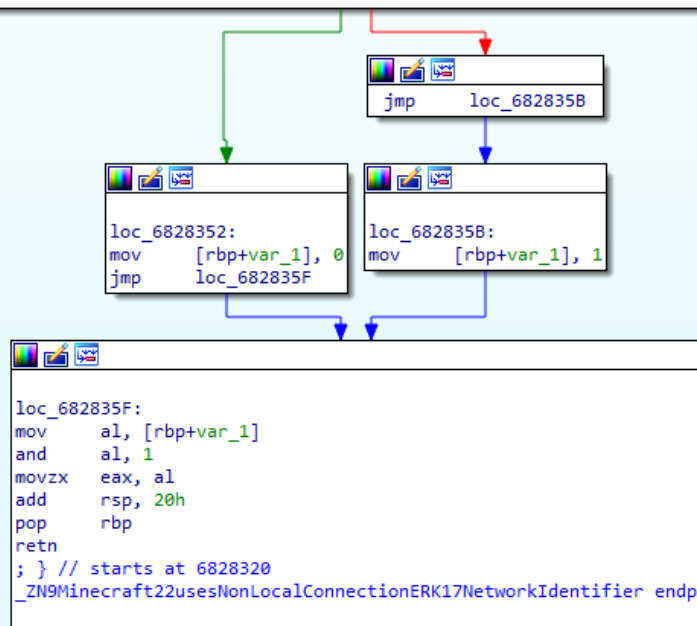 jmp loc_682835B
loc_6828352:
mov [rbp+var_1], 0
jmp loc_682835F
loc_682835B:
mov [rbp+var_1], 1
loc_682835F:
mov al, [rbp+var_1]
and al, 1
movzx eax, al
add rsp, 20h
pop rbp
retn
; } // starts at 6828320
_ZN9Minecraft22usesNonLocalConnectionERK17NetworkIdentifier endp